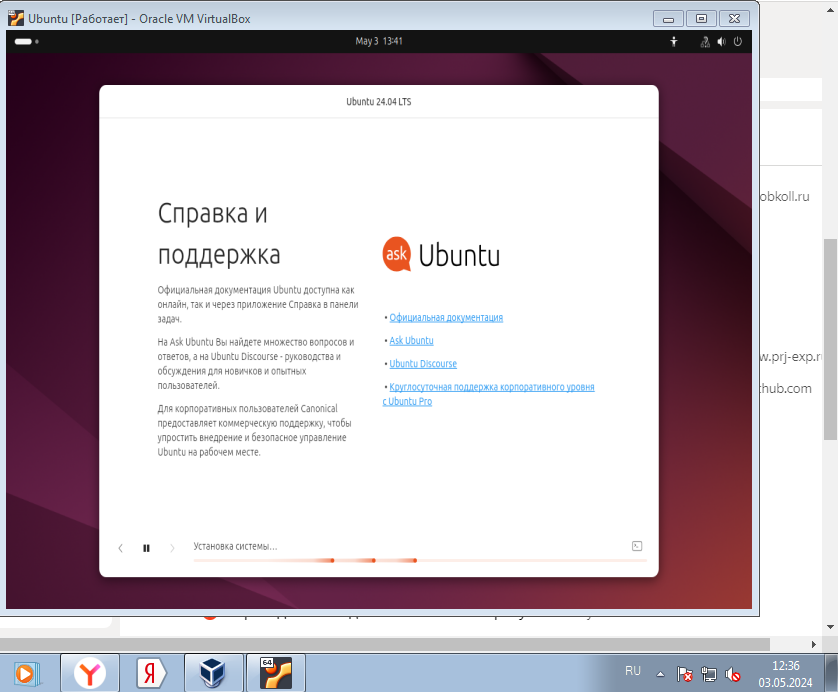 Ubuntu [Работает] - Oracle VM VirtualBox
May 3 13:41
Ubuntu 24.04 LTS
Справка и
поддержка
Официальная документация Ubuntu доступна как
онлайн, так и через приложение Справка в панели
задач.
На Ask Ubuntu Вы найдете множество вопросов и
ответов, а на Ubuntu Discourse - руководства и
обсуждения для новичков и опытных
пользователей.
Для корпоративных пользователей Canonical
предоставляет коммерческую поддержку, чтобы
упростить внедрение и безопасное управление
Ubuntu на рабочем месте.
ask Ubuntu
• Официальная документация
• Ask Ubuntu
• Ubuntu Discourse
• Круглосуточная поддержка корпоративного уровня
с Ubuntu Pro
Установка системы...
obkoll.ru
w.prj-exp.r
thub.com
Я
64
RU
12:36
03.05.2024